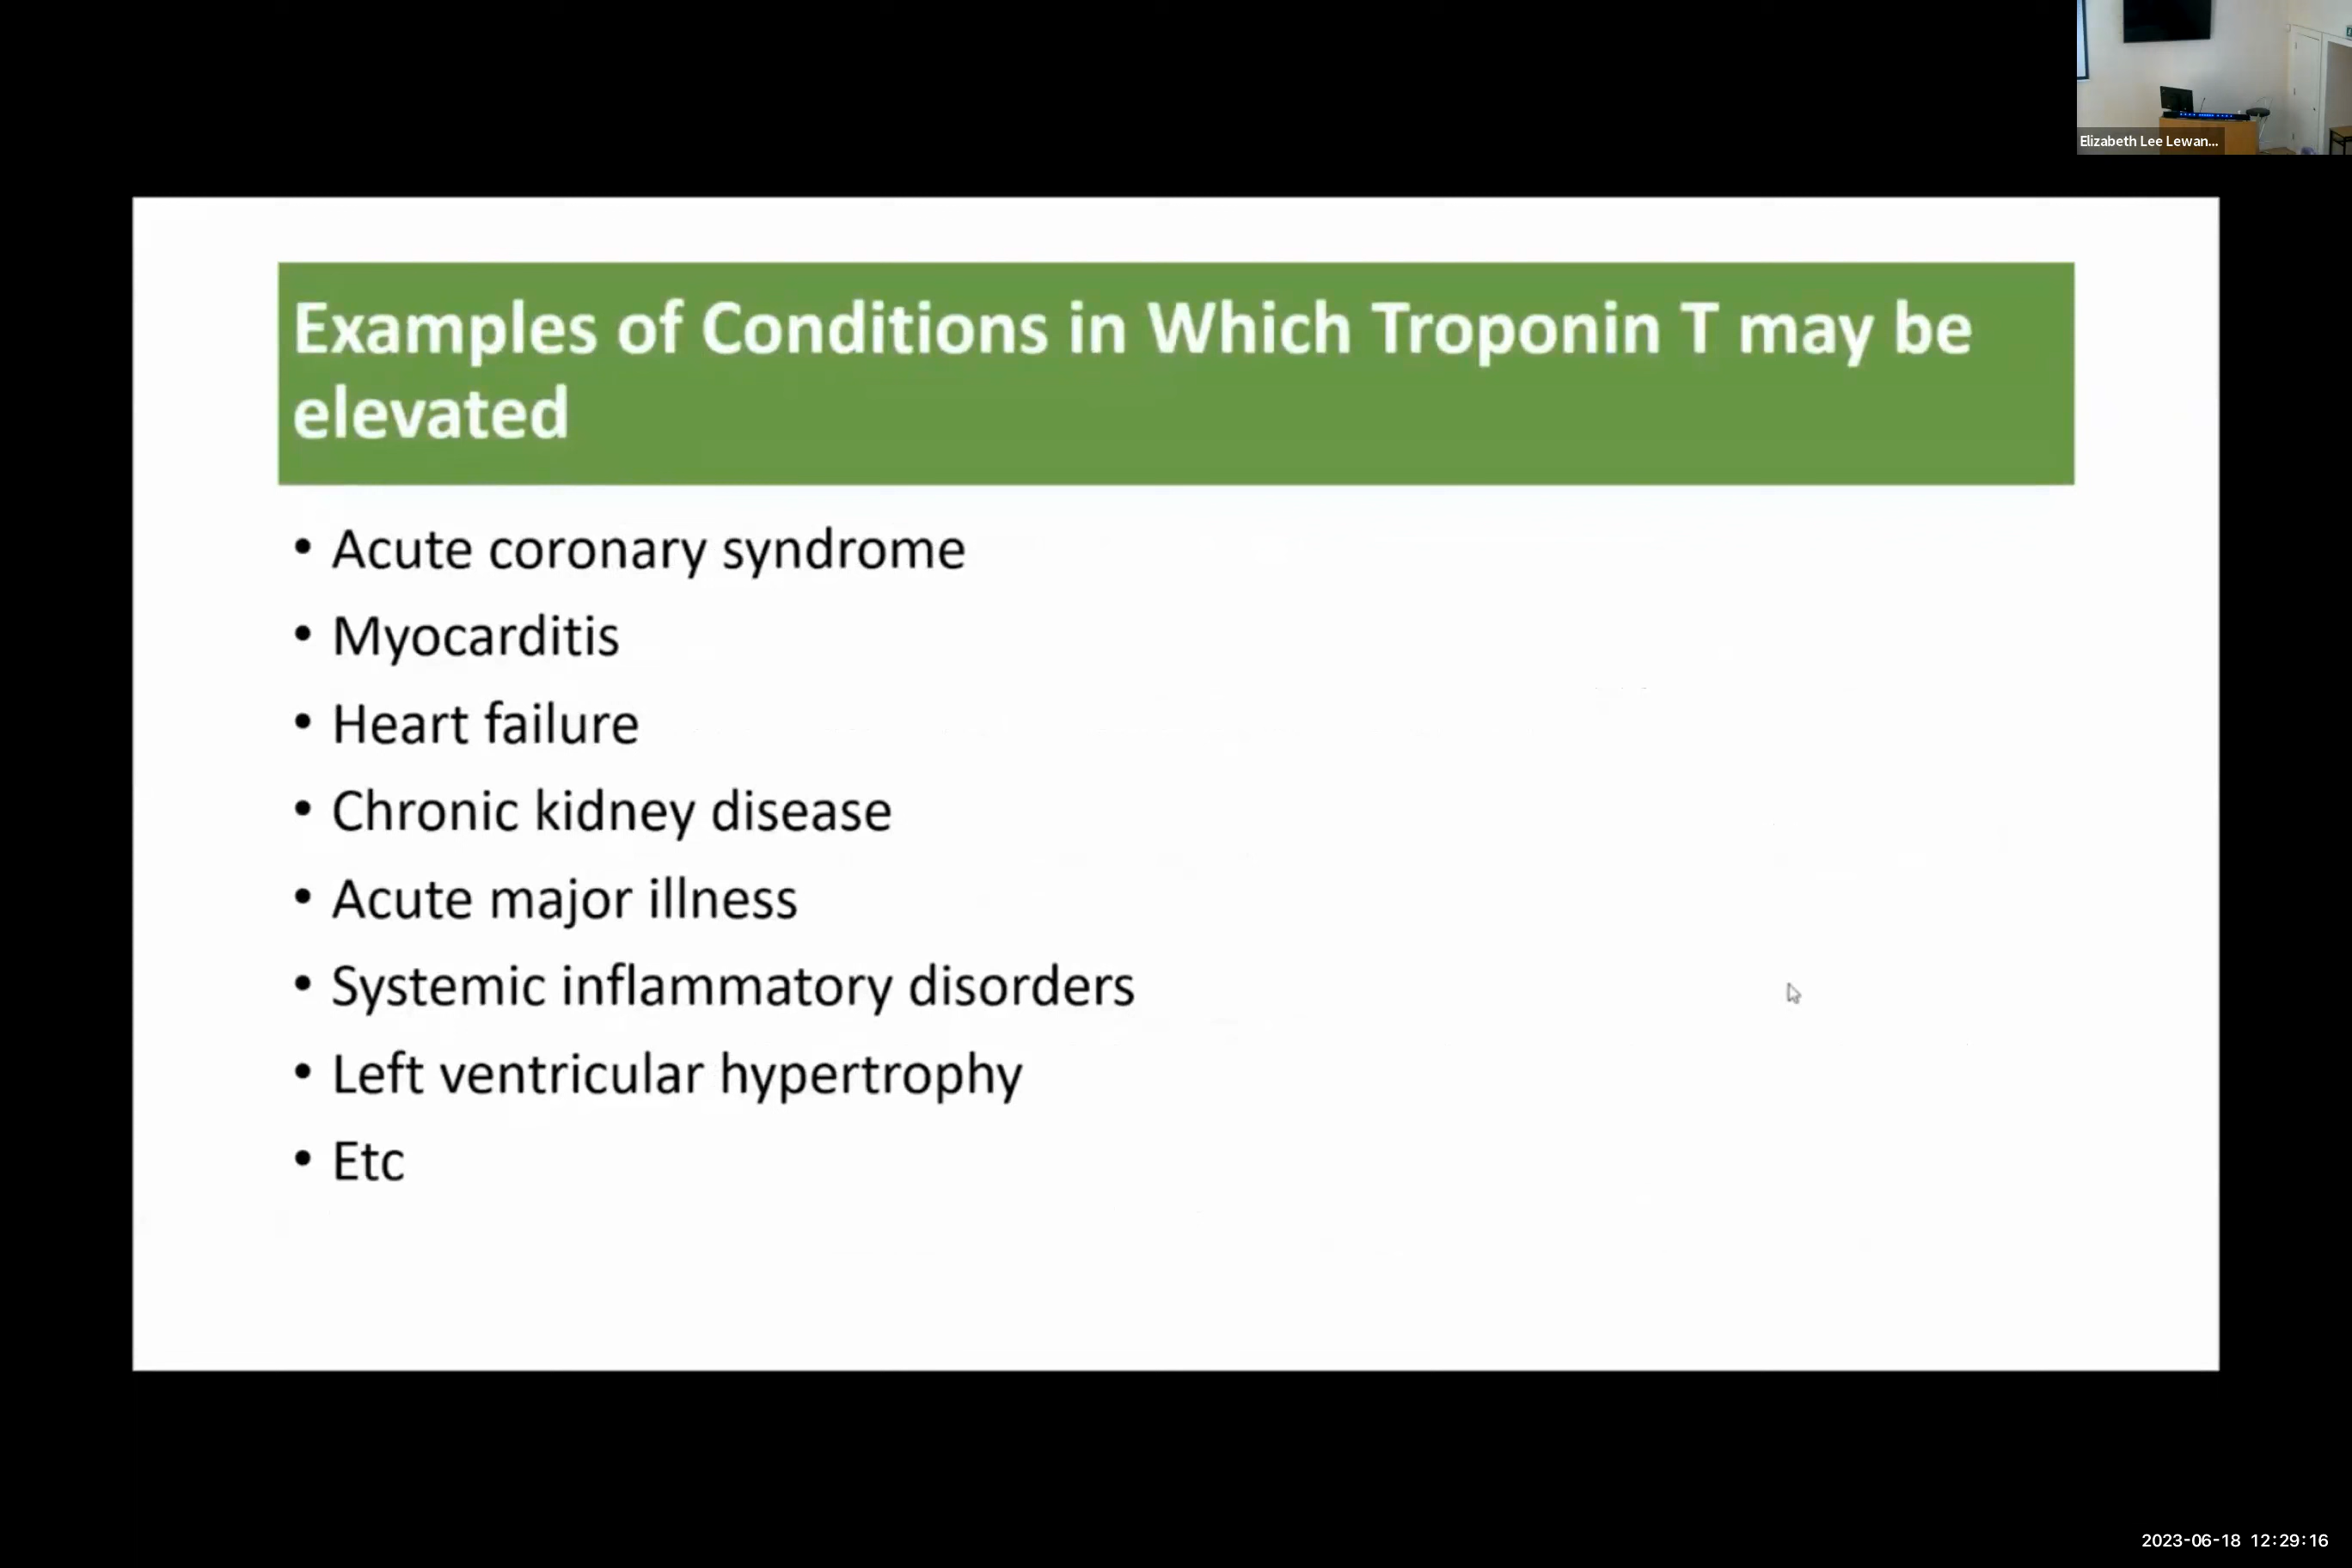 Elizabeth Lee Lewan...
Examples of Conditions in Which Troponin T may be
elevated
• Acute coronary syndrome
• Myocarditis
• Heart failure
• Chronic kidney disease
• Acute major illness
• Systemic inflammatory disorders
• Left ventricular hypertrophy
• Etc
2023-06-18 12:29:16